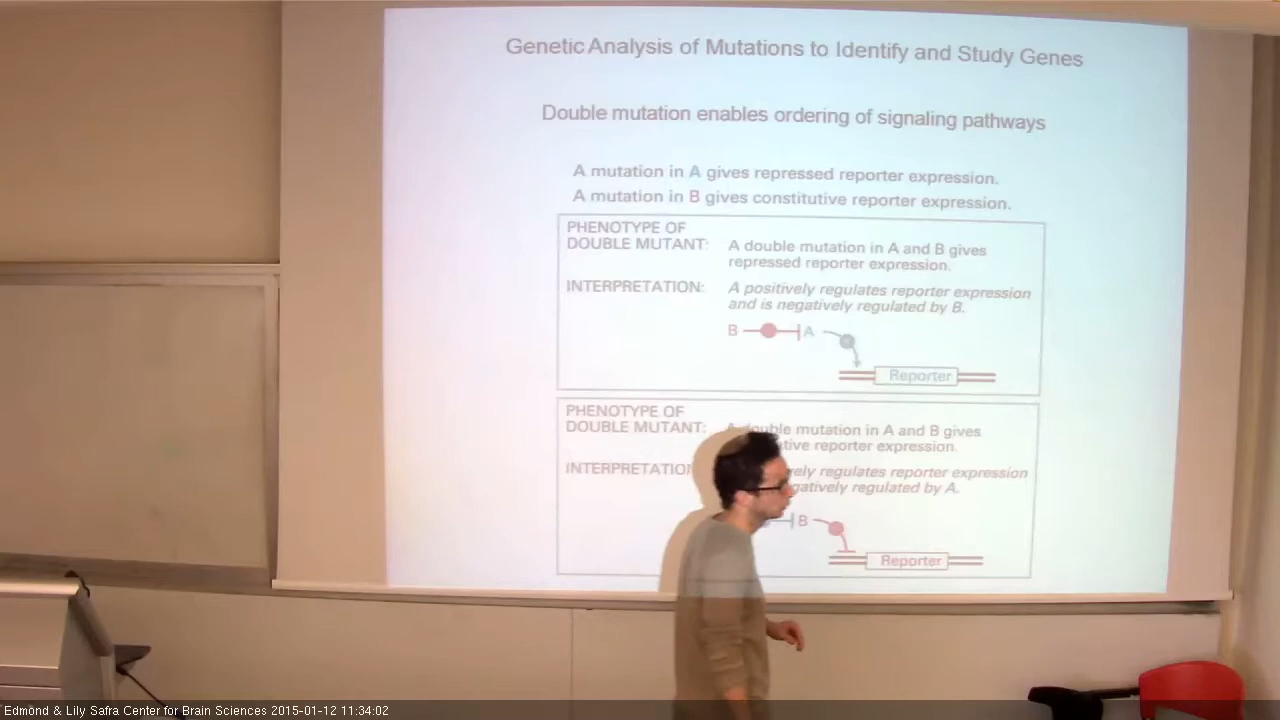 Genetic Analysis of Mutations to Identify and Study Genes
Double mutation enables ordering of signaling pathways
A mutation in A gives repressed reporter expression.
A mutation in B gives constitutive reporter expression.
PHENOTYPE OF
DOUBLE MUTANT: A double mutation in A and B gives
repressed reporter expression.
INTERPRETATION: A positively regulates reporter expression
and is negatively regulated by B.
B A
Reporter
PHENOTYPE OF
DOUBLE MUTANT: A double mutation in A and B gives
reporter expression.
regulates reporter expression
regulated by A.
B
Reporter
Edmond & Lily Safra Center for Brain Sciences 2015-01-12 11:34:02